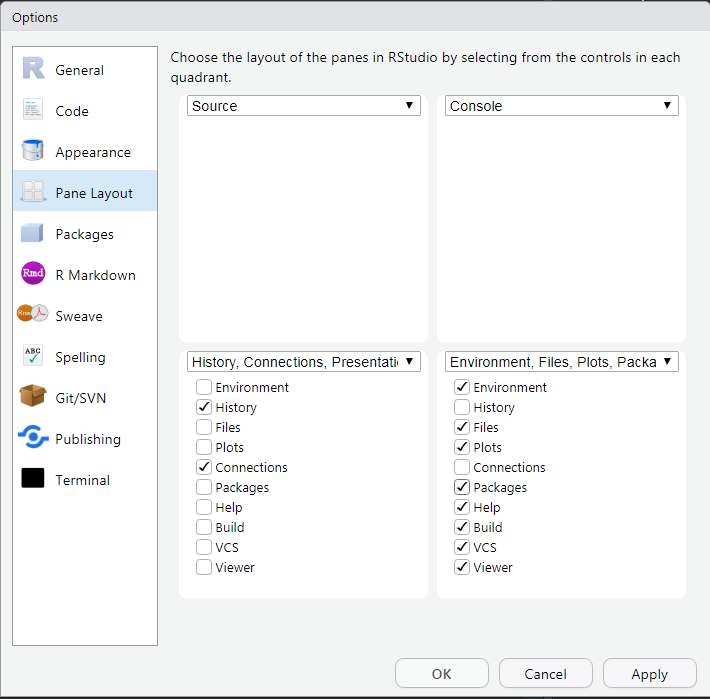 Options
General
Code
Appearance
Pane Layout
Packages
Rmd
R Markdown
Sweave
ABC
Spelling
Git/SVN
Publishing
Terminal
Choose the layout of the panes in RStudio by selecting from the controls in each
quadrant.
Source
Console
History, Connections, Presentati
Environment
History
Files
Plots
Connections
Packages
Help
Build
VCS
Viewer
Environment, Files, Plots, Packa
Environment
History
Files
Plots
Connections
Packages
Help
Build
VCS
Viewer
OK
Cancel
Apply